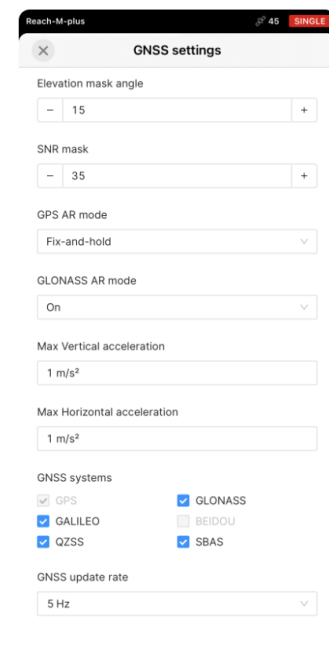 Reach-M-plus 45 SINGLE
GNSS settings
Elevation mask angle
− 15 +
SNR mask
− 35 +
GPS AR mode
Fix-and-hold
GLONASS AR mode
On
Max Vertical acceleration
1 m/s²
Max Horizontal acceleration
1 m/s²
GNSS systems
GPS GLONASS
GALILEO BEIDOU
QZSS SBAS
GNSS update rate
5 Hz